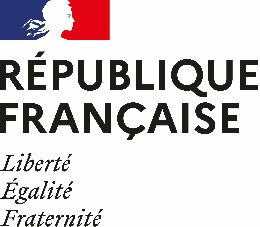 RÉPUBLIQUE
FRANÇAISE
Liberté
Égalité
Fraternité